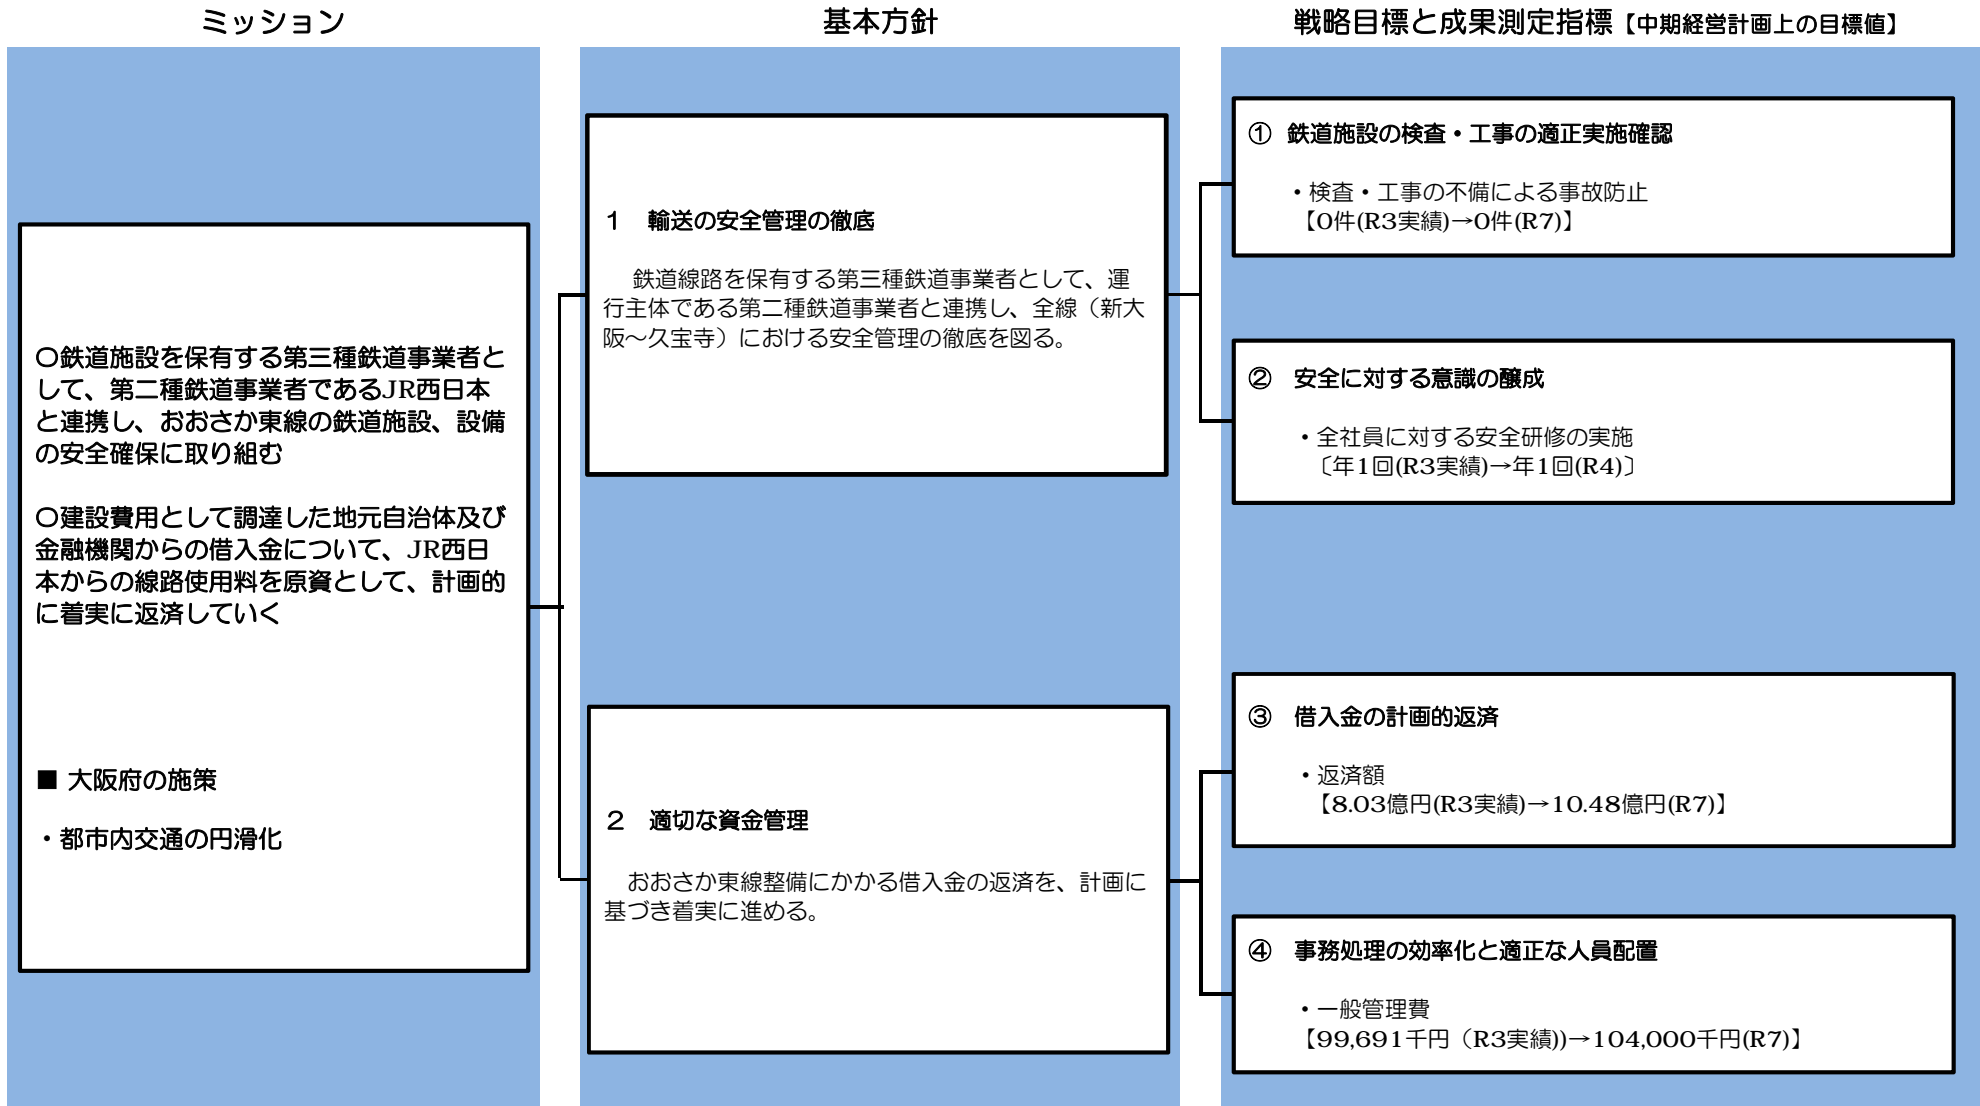 ミッション
基本方針
戦略目標と成果測定指標【中期経営計画上の目標値】
〇鉄道施設を保有する第三種鉄道事業者と
して、第二種鉄道事業者であるJR西日本
と連携し、おおさか東線の鉄道施設、設備
の安全確保に取り組む
〇建設費用として調達した地元自治体及び
金融機関からの借入金について、JR西日
本からの線路使用料を原資として、計画的
に着実に返済していく
■ 大阪府の施策
・都市内交通の円滑化
１　輸送の安全管理の徹底
鉄道線路を保有する第三種鉄道事業者として、運
行主体である第二種鉄道事業者と連携し、全線（新大
阪～久宝寺）における安全管理の徹底を図る。
２　適切な資金管理
おおさか東線整備にかかる借入金の返済を、計画に
基づき着実に進める。
① 鉄道施設の検査・工事の適正実施確認
・検査・工事の不備による事故防止
【0件(R3実績)→0件(R7)】
②　安全に対する意識の醸成
・全社員に対する安全研修の実施
〔年1回(R3実績)→年1回(R4)〕
③　借入金の計画的返済
・返済額
【8.03億円(R3実績)→10.48億円(R7)】
④　事務処理の効率化と適正な人員配置
・一般管理費
【99,691千円（R3実績))→104,000千円(R7)】